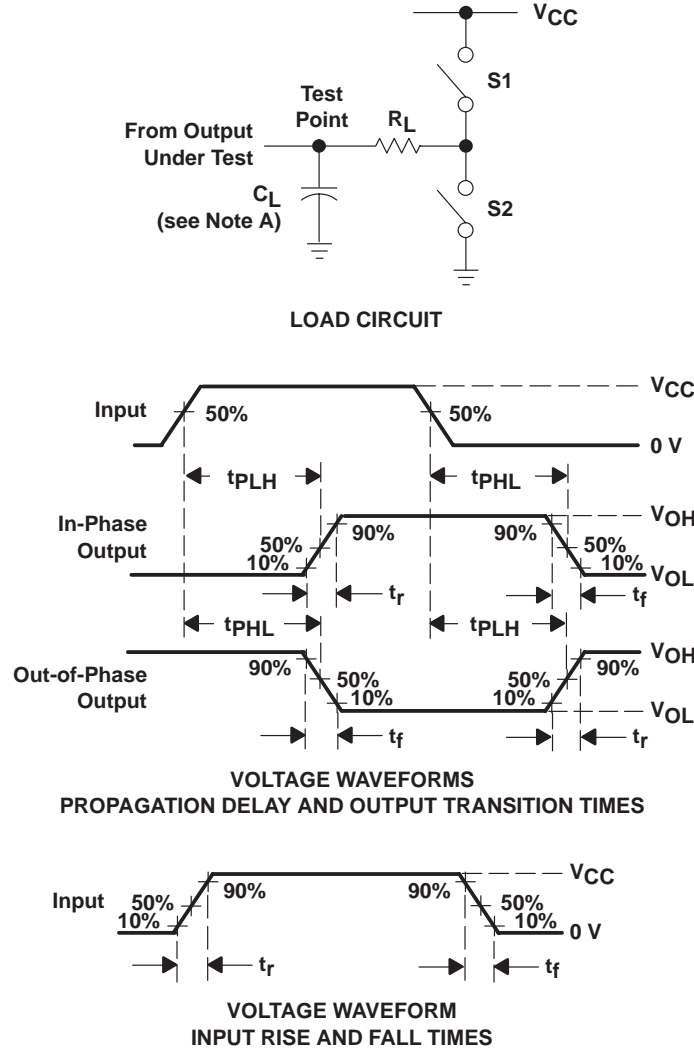 VCC
S1
Test
Point
RL
From Output
Under Test
CL
(see Note A)
S2
LOAD CIRCUIT
VCC
Input
50%
50%
0 V
tPLH
tPHL
VOH
In-Phase
Output
90%
90%
50%
50%
10%
10%
VOL
tr
tf
tPHL
tPLH
VOH
90%
90%
Out-of-Phase
Output
50%
50%
10%
10%
VOL
tf
tr
VOLTAGE WAVEFORMS
PROPAGATION DELAY AND OUTPUT TRANSITION TIMES
VCC
Input
90%
90%
50%
50%
10%
10%
0 V
tr
tf
VOLTAGE WAVEFORM
INPUT RISE AND FALL TIMES